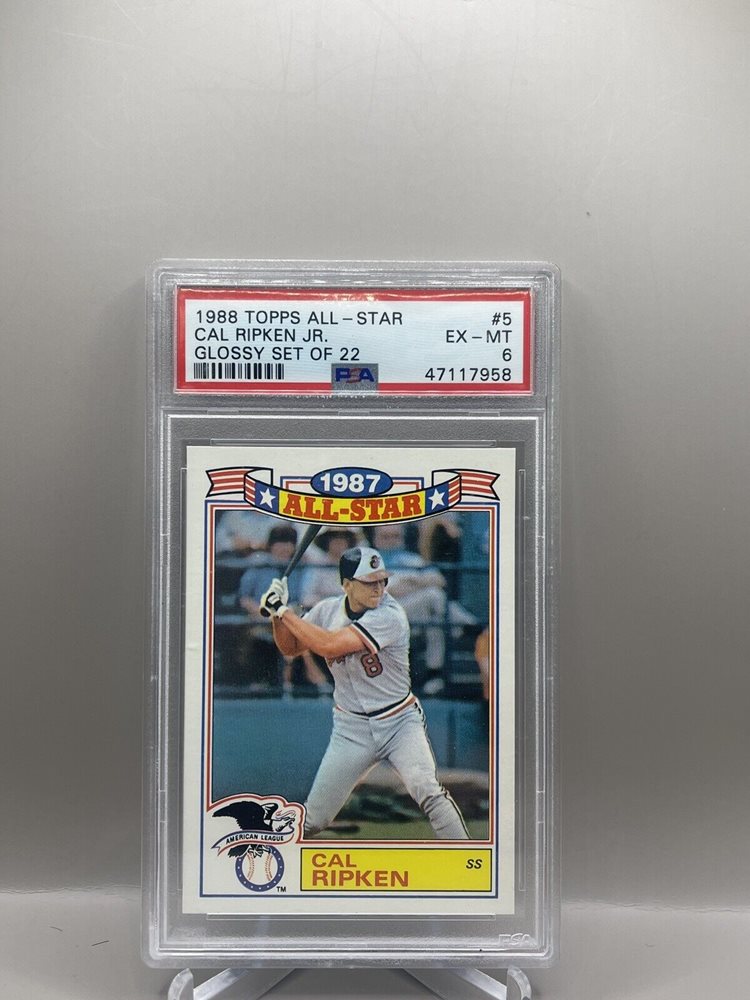 1988 TOPPS ALL-STAR #5
CAL RIPKEN JR. EX-MT
GLOSSY SET OF 22 6
PSA 47117958
1987
ALL-STAR
8
AMERICAN LEAGUE
TM
CAL SS
RIPKEN
PSA